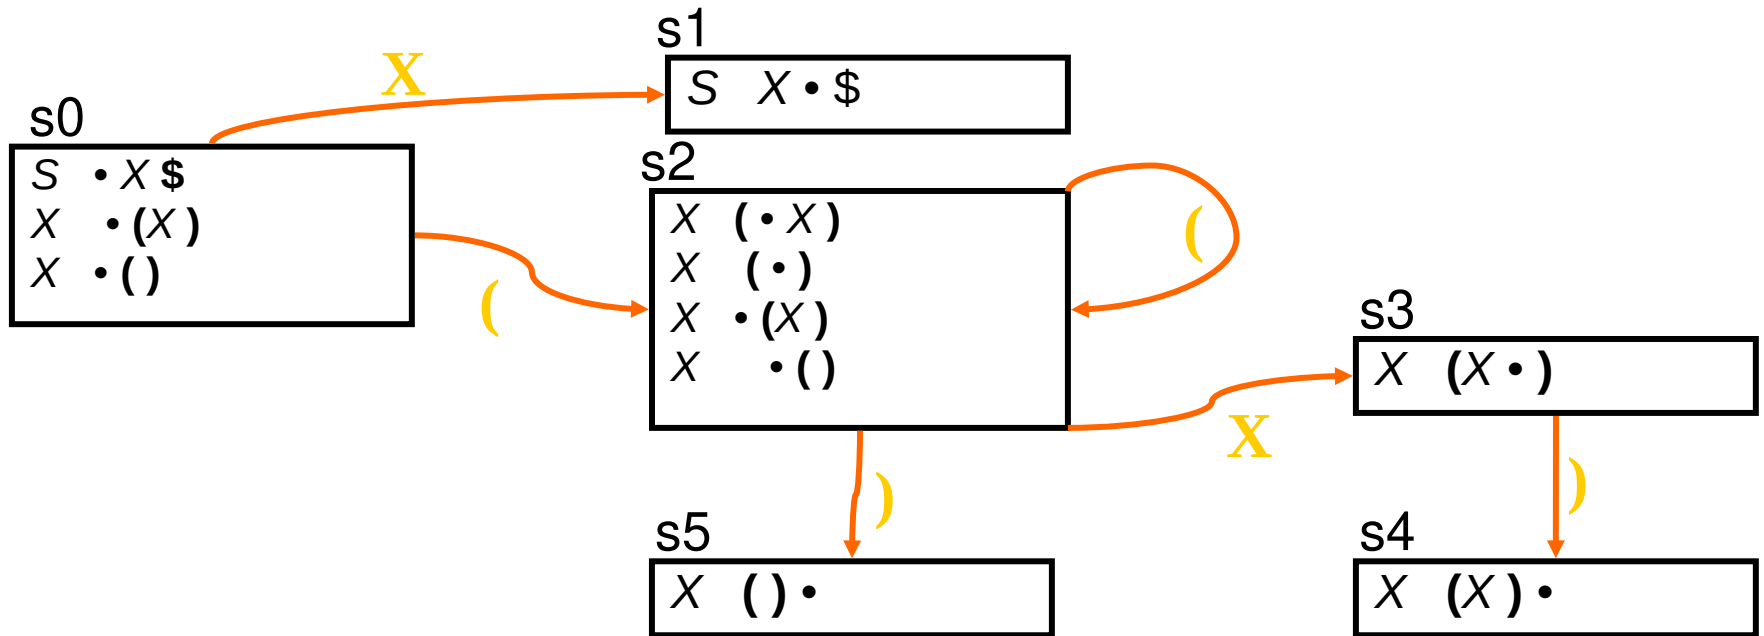 s1
X
S X • $
s0
S • X $
X • (X )
X • ( )
(
s2
X ( • X )
X ( • )
X • (X )
X • ( )
(
X
s3
X (X • )
)
)
s5
X ( ) •
s4
X (X ) •